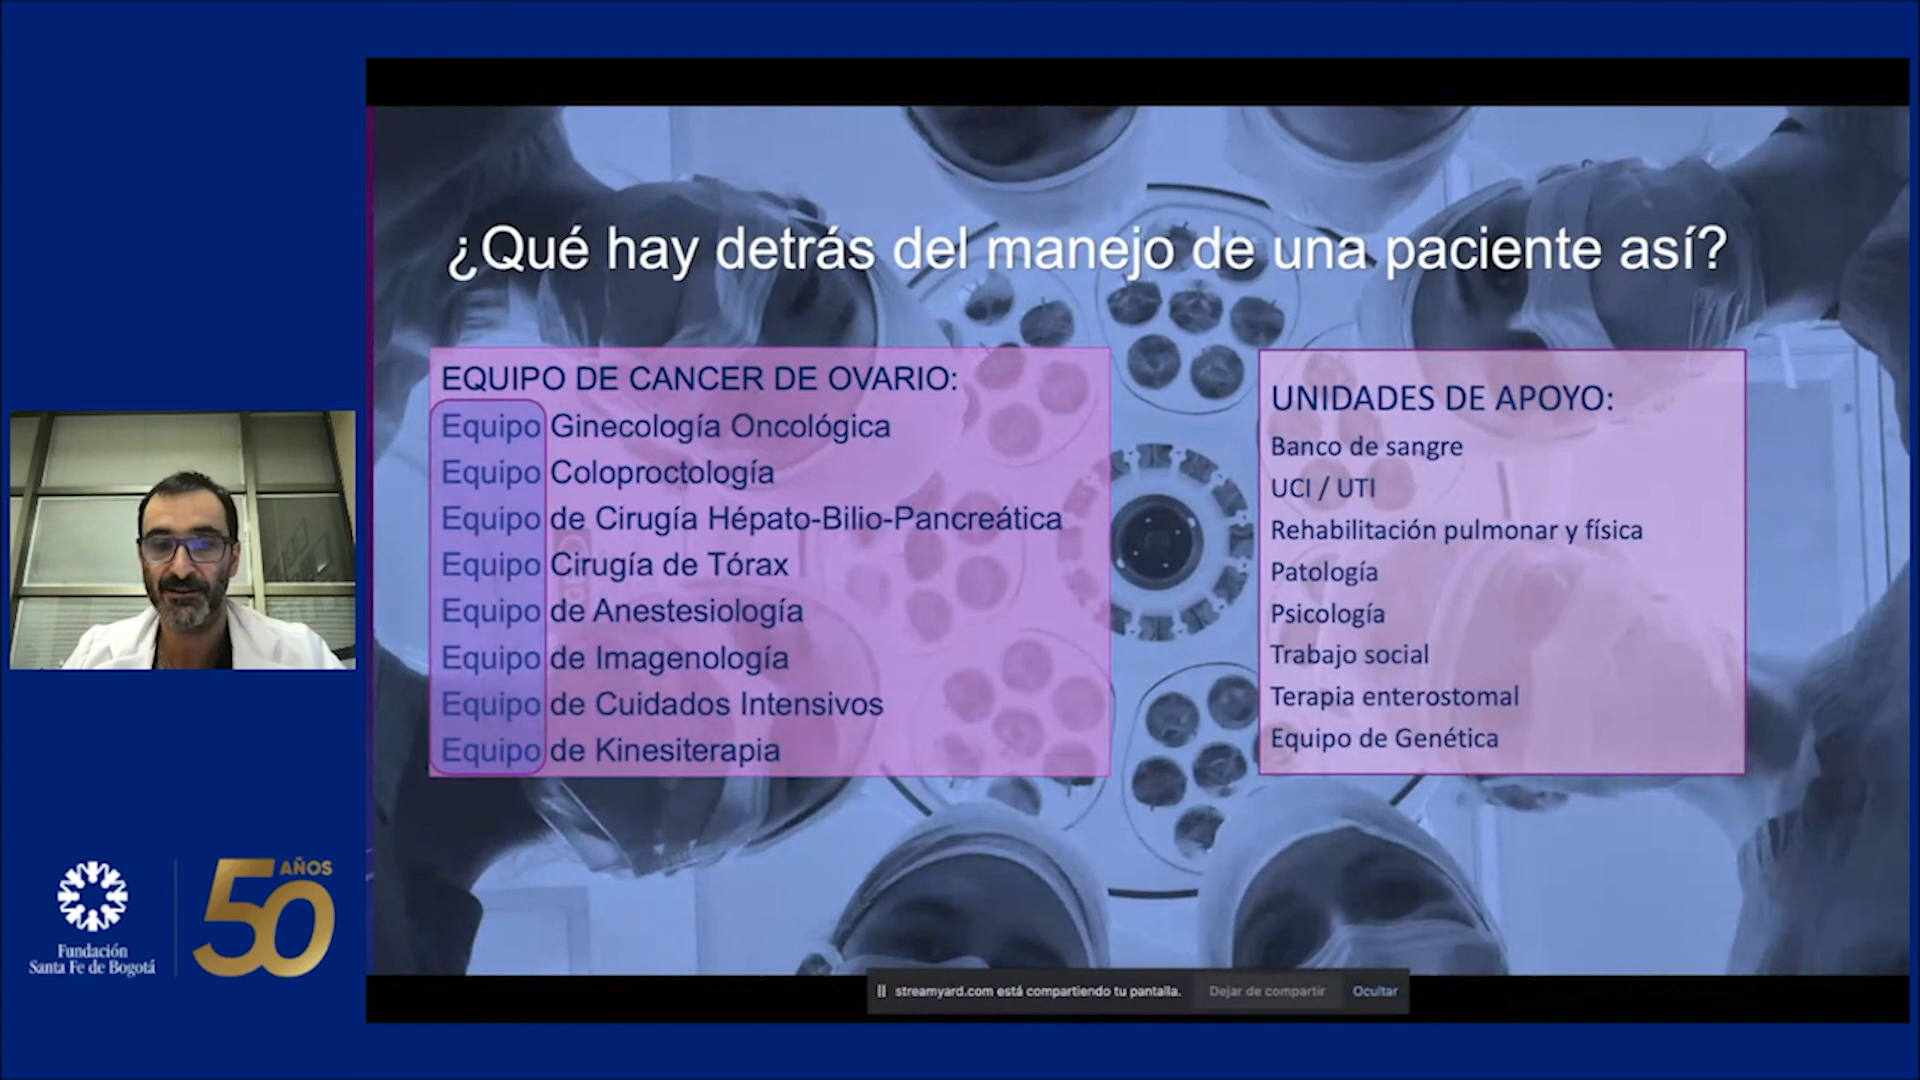 ¿Qué hay detrás del manejo de una paciente así?
EQUIPO DE CANCER DE OVARIO:
Equipo Ginecología Oncológica
Equipo Coloproctología
Equipo de Cirugía Hépato-Bilio-Pancreática
Equipo Cirugía de Tórax
Equipo de Anestesiología
Equipo de Imagenología
Equipo de Cuidados Intensivos
Equipo de Kinesiterapia
UNIDADES DE APOYO:
Banco de sangre
UCI / UTI
Rehabilitación pulmonar y física
Patología
Psicología
Trabajo social
Terapia enterostomal
Equipo de Genética
Fundación
Santa Fe de Bogotá
50 AÑOS
streamyard.com está compartiendo tu pantalla.
Dejar de compartir
Ocultar